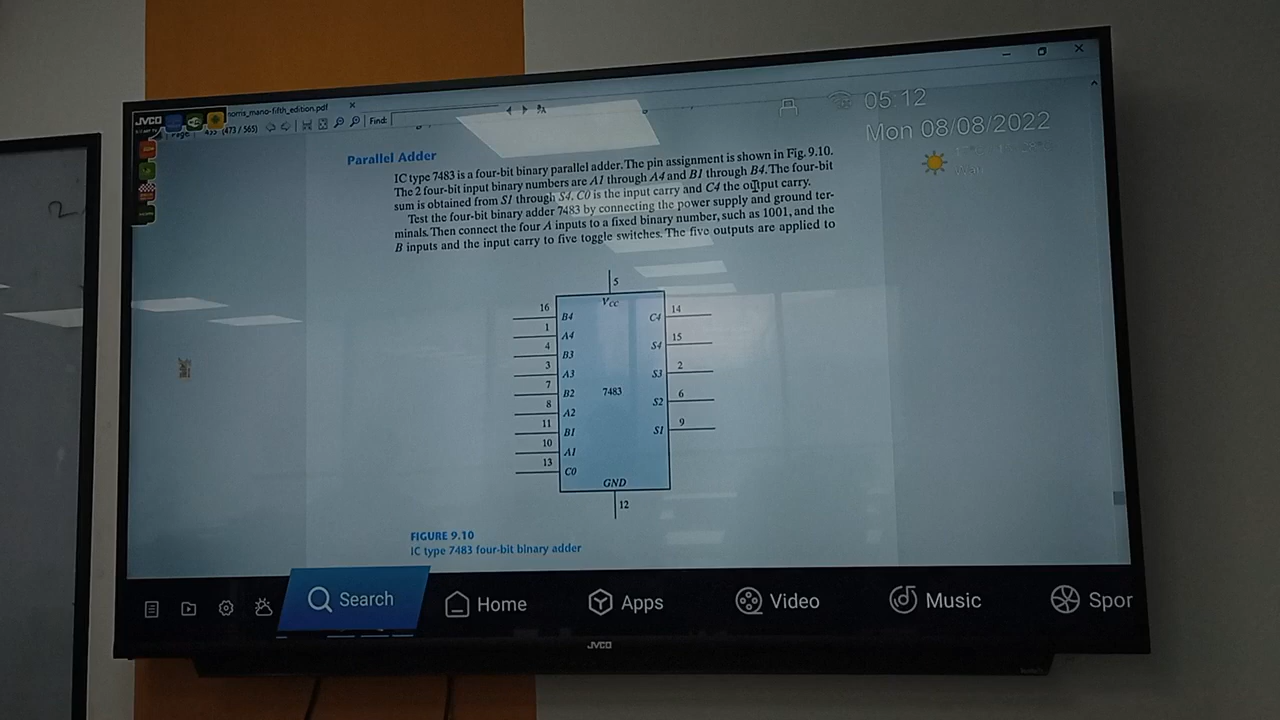 JVCO
orris_mano-fifth_edition.pdf
(473 / 565)
Find:
05 12
Mon 08/08/2022
Parallel Adder
IC type 7483 is a four-bit binary parallel adder. The pin assignment is shown in Fig. 9.10.
The 2 four-bit input binary numbers are A1 through A4 and B1 through B4. The four-bit
sum is obtained from S1 through S4. C0 is the input carry and C4 the output carry.
Test the four-bit binary adder 7483 by connecting the power supply and ground ter-
minals. Then connect the four A inputs to a fixed binary number, such as 1001, and the
B inputs and the input carry to five toggle switches. The five outputs are applied to
2
5
VCC
16 B4 C4 14
1 A4 S4 15
4 B3
3 A3 S3 2
7 B2 7483
8 A2 S2 6
11 B1 S1 9
10 A1
13 C0
GND
12
FIGURE 9.10
IC type 7483 four-bit binary adder
Search Home Apps Video Music Spor
JVCO